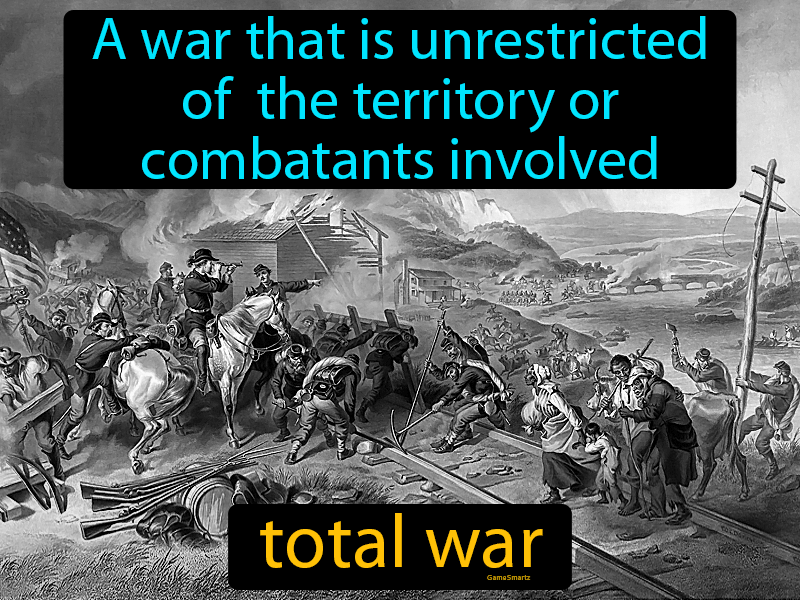 A war that is unrestricted
of the territory or
combatants involved
total war
GameSmartz